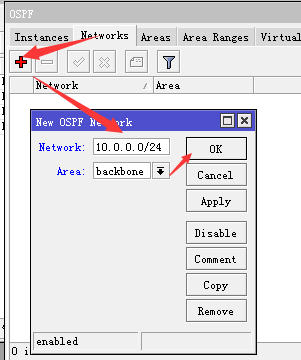 OSPF
Instances Networks Areas Area Ranges Virtual
Network Area
New OSPF Network
Network: 10.0.0.0/24 OK
Area: backbone Cancel
Apply
Disable
Comment
Copy
Remove
enabled
0 i